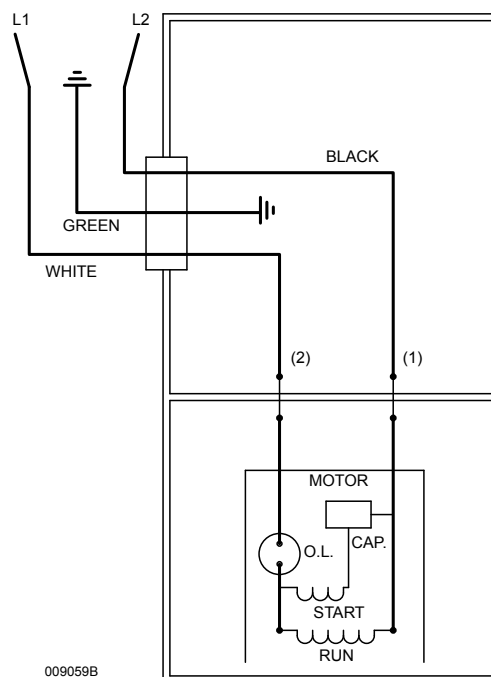 L1 L2
BLACK
GREEN
WHITE
(2) (1)
MOTOR
CAP.
O.L.
START
RUN
009059B